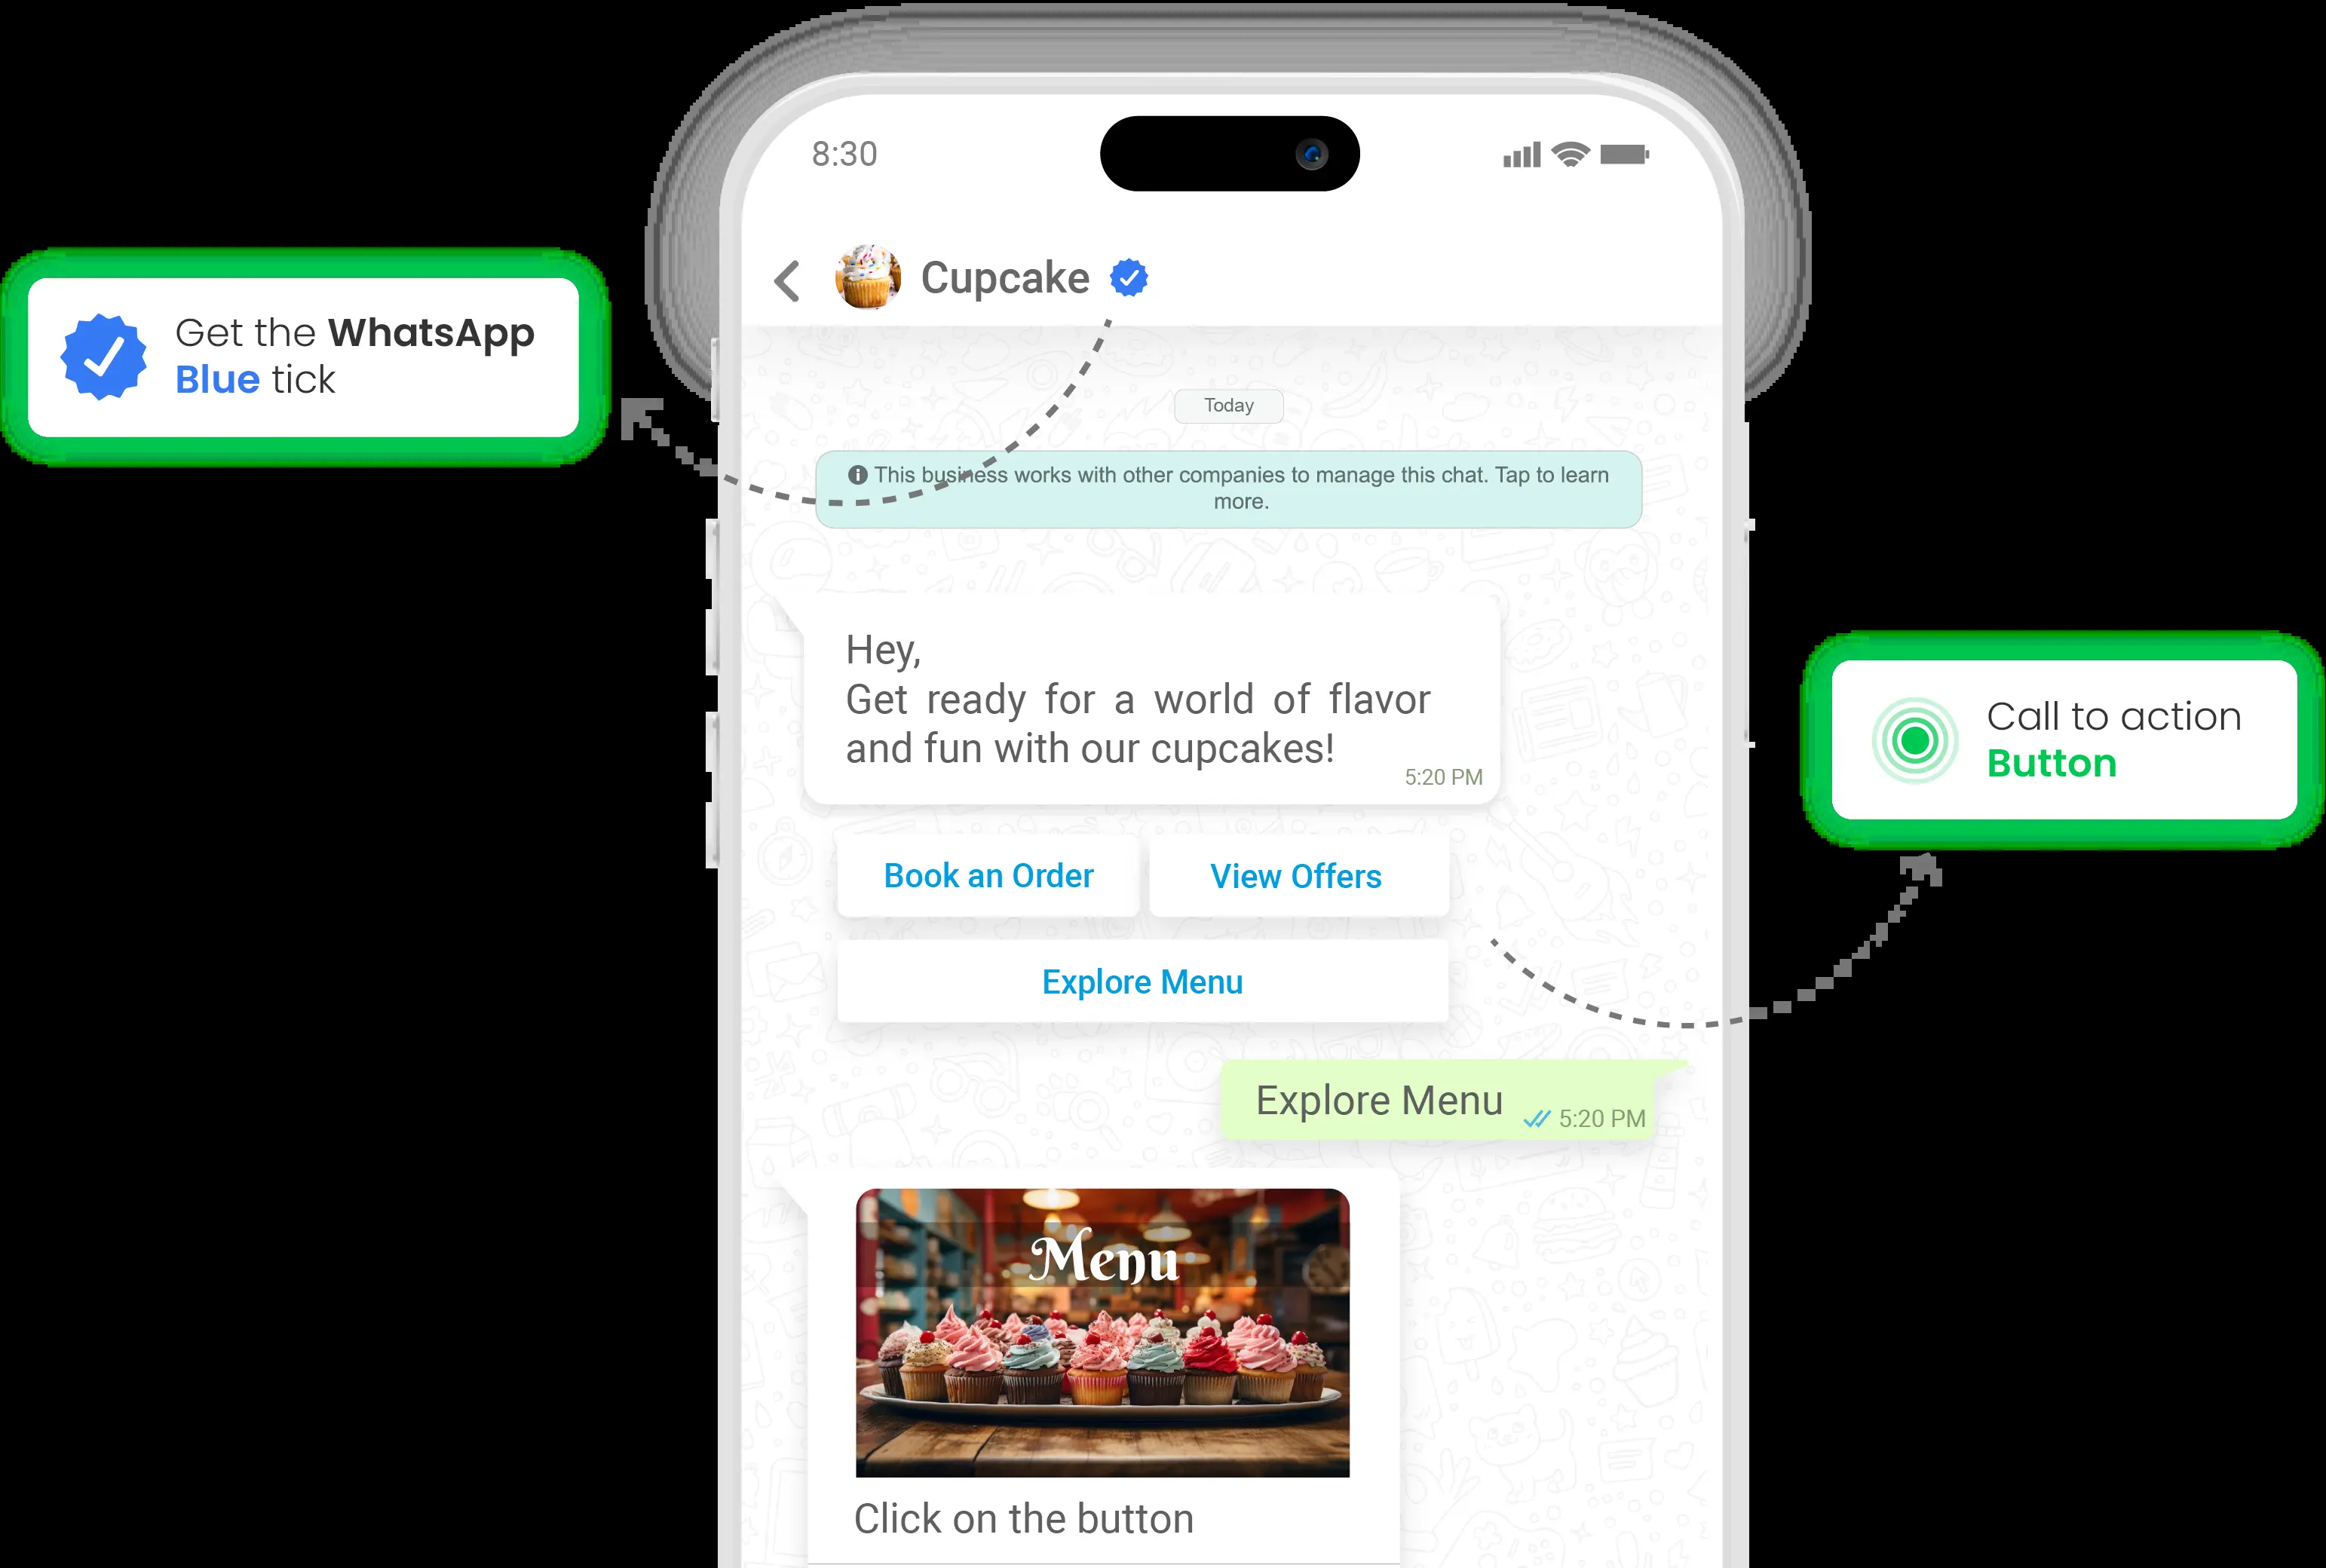 8:30
Cupcake
Get the WhatsApp
Blue tick
Today
This business works with other companies to manage this chat. Tap to learn
more.
Hey,
Get ready for a world of flavor
and fun with our cupcakes!
5:20 PM
Call to action
Button
Book an Order
View Offers
Explore Menu
Explore Menu
5:20 PM
Menu
Click on the button